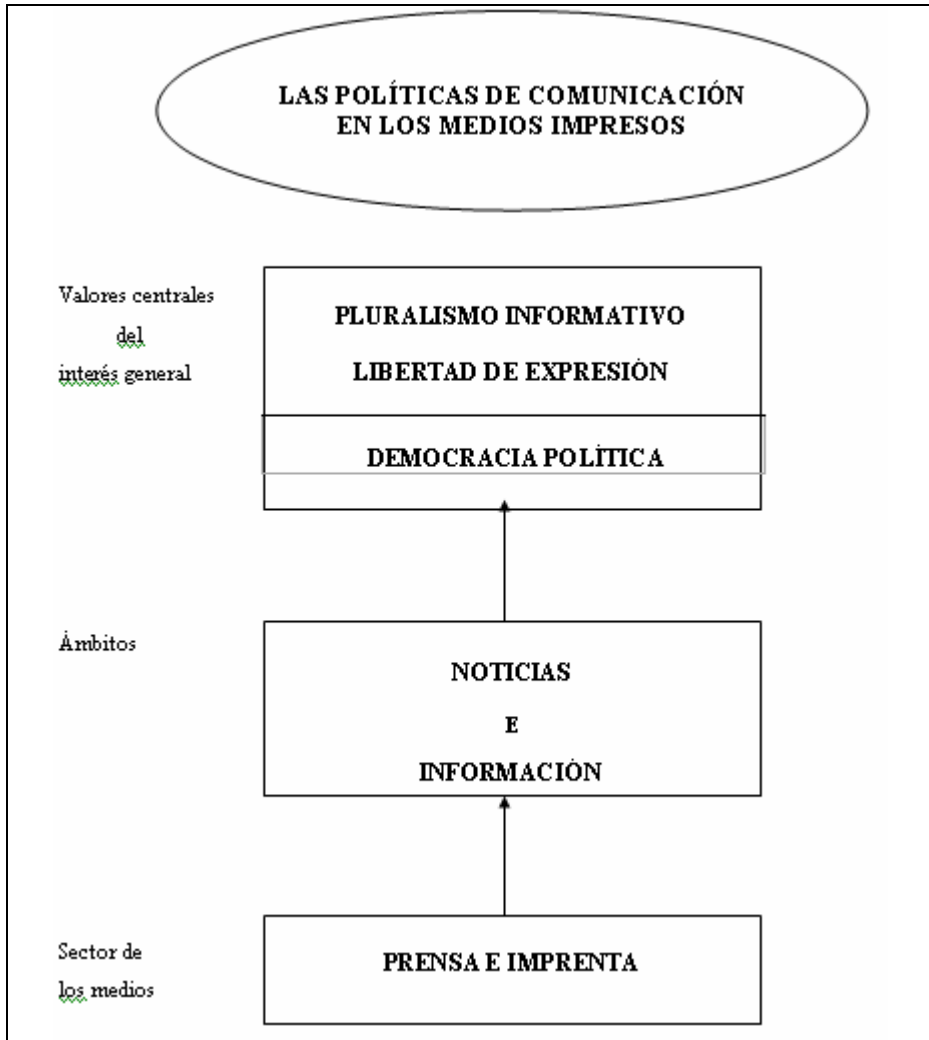 LAS POLÍTICAS DE COMUNICACIÓN
EN LOS MEDIOS IMPRESOS
Valores centrales
del
interés general
PLURALISMO INFORMATIVO
LIBERTAD DE EXPRESIÓN
DEMOCRACIA POLÍTICA
Ámbitos
NOTICIAS
E
INFORMACIÓN
Sector de
los medios
PRENSA E IMPRENTA